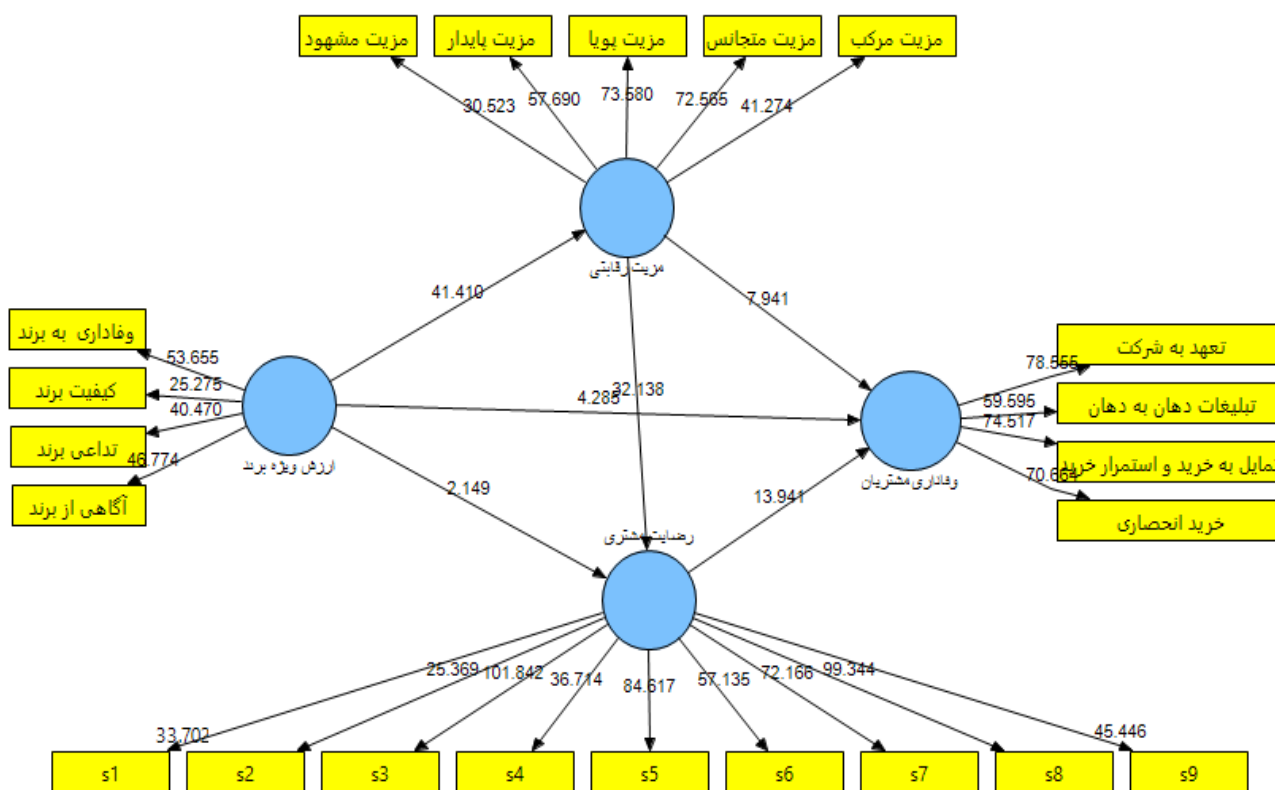 مزیت مشهود
مزیت پایدار
مزیت پویا
مزیت متجانس
مزیت مرکب
30.523
57.690
73.580
72.565
41.274
مزیت رقابتی
41.410
7.941
وفاداری به برند
کیفیت برند
تداعی برند
آگاهی از برند
53.655
25.275
40.470
46.774
ارزش ویژه برند
4.285
32.138
تعهد به شرکت
تبلیغات دهان به دهان
تمایل به خرید و استمرار خرید
خرید انحصاری
78.555
59.595
74.517
70.664
وفاداری مشتریان
2.149
13.941
رضایت مشتری
33.702
25.369
101.842
36.714
84.617
57.135
72.166
99.344
45.446
s1
s2
s3
s4
s5
s6
s7
s8
s9